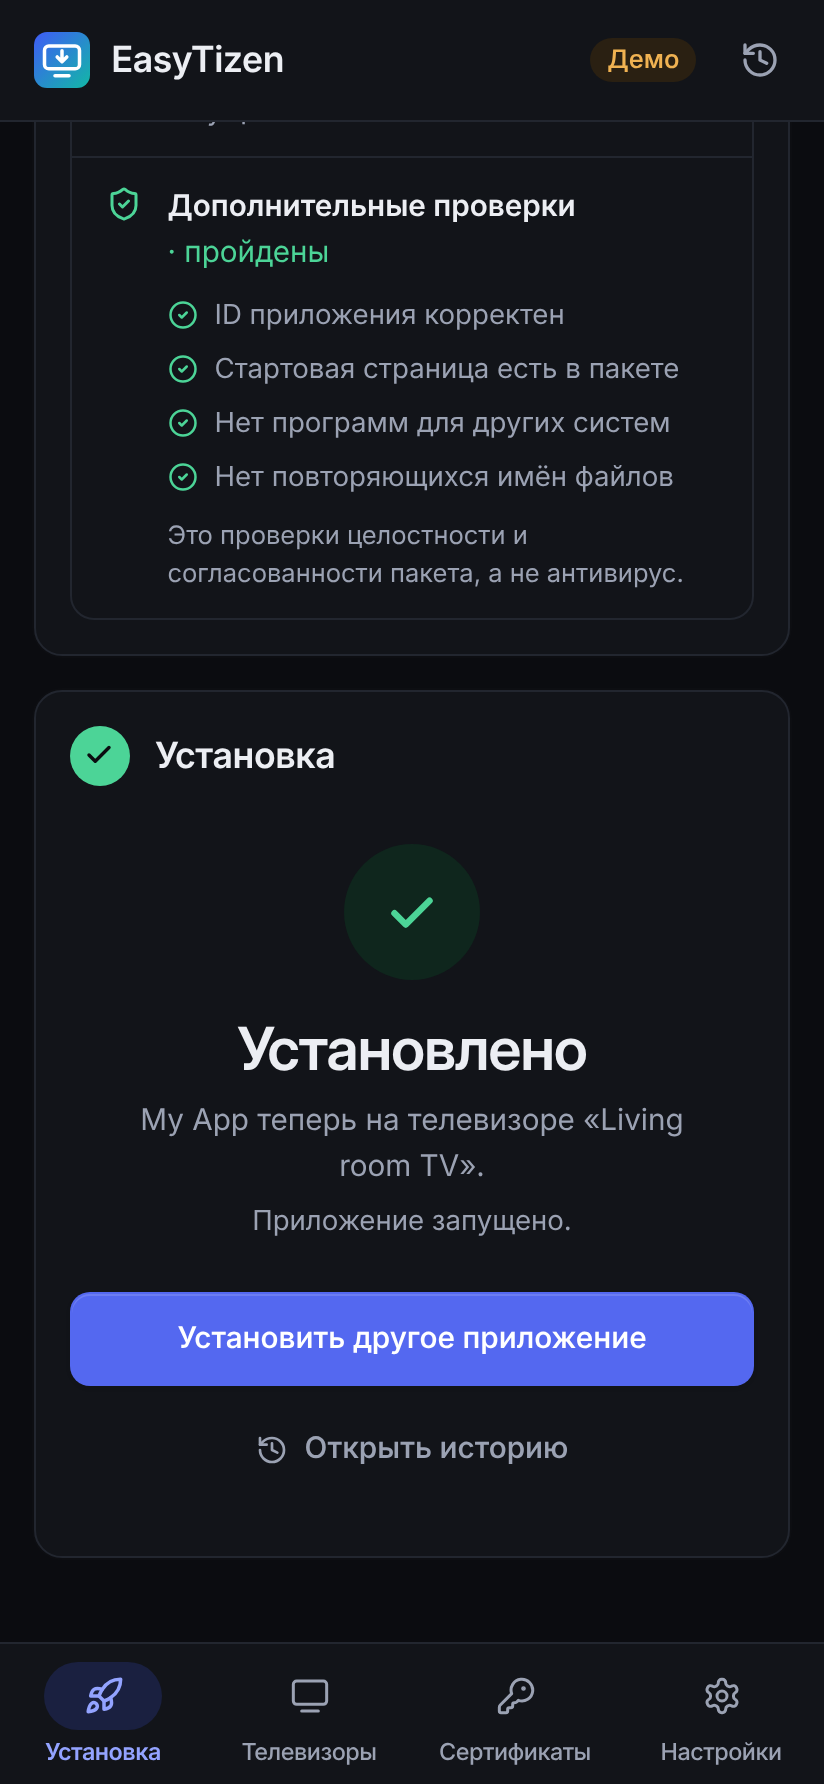 EasyTizen
Демо
Дополнительные проверки
· пройдены
ID приложения корректен
Стартовая страница есть в пакете
Нет программ для других систем
Нет повторяющихся имён файлов
Это проверки целостности и
согласованности пакета, а не антивирус.
Установка
Установлено
My App теперь на телевизоре «Living
room TV».
Приложение запущено.
Установить другое приложение
Открыть историю
Установка
Телевизоры
Сертификаты
Настройки